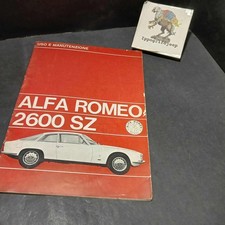 USO E MANUTENZIONE
ALFA ROMEO
2600 SZ